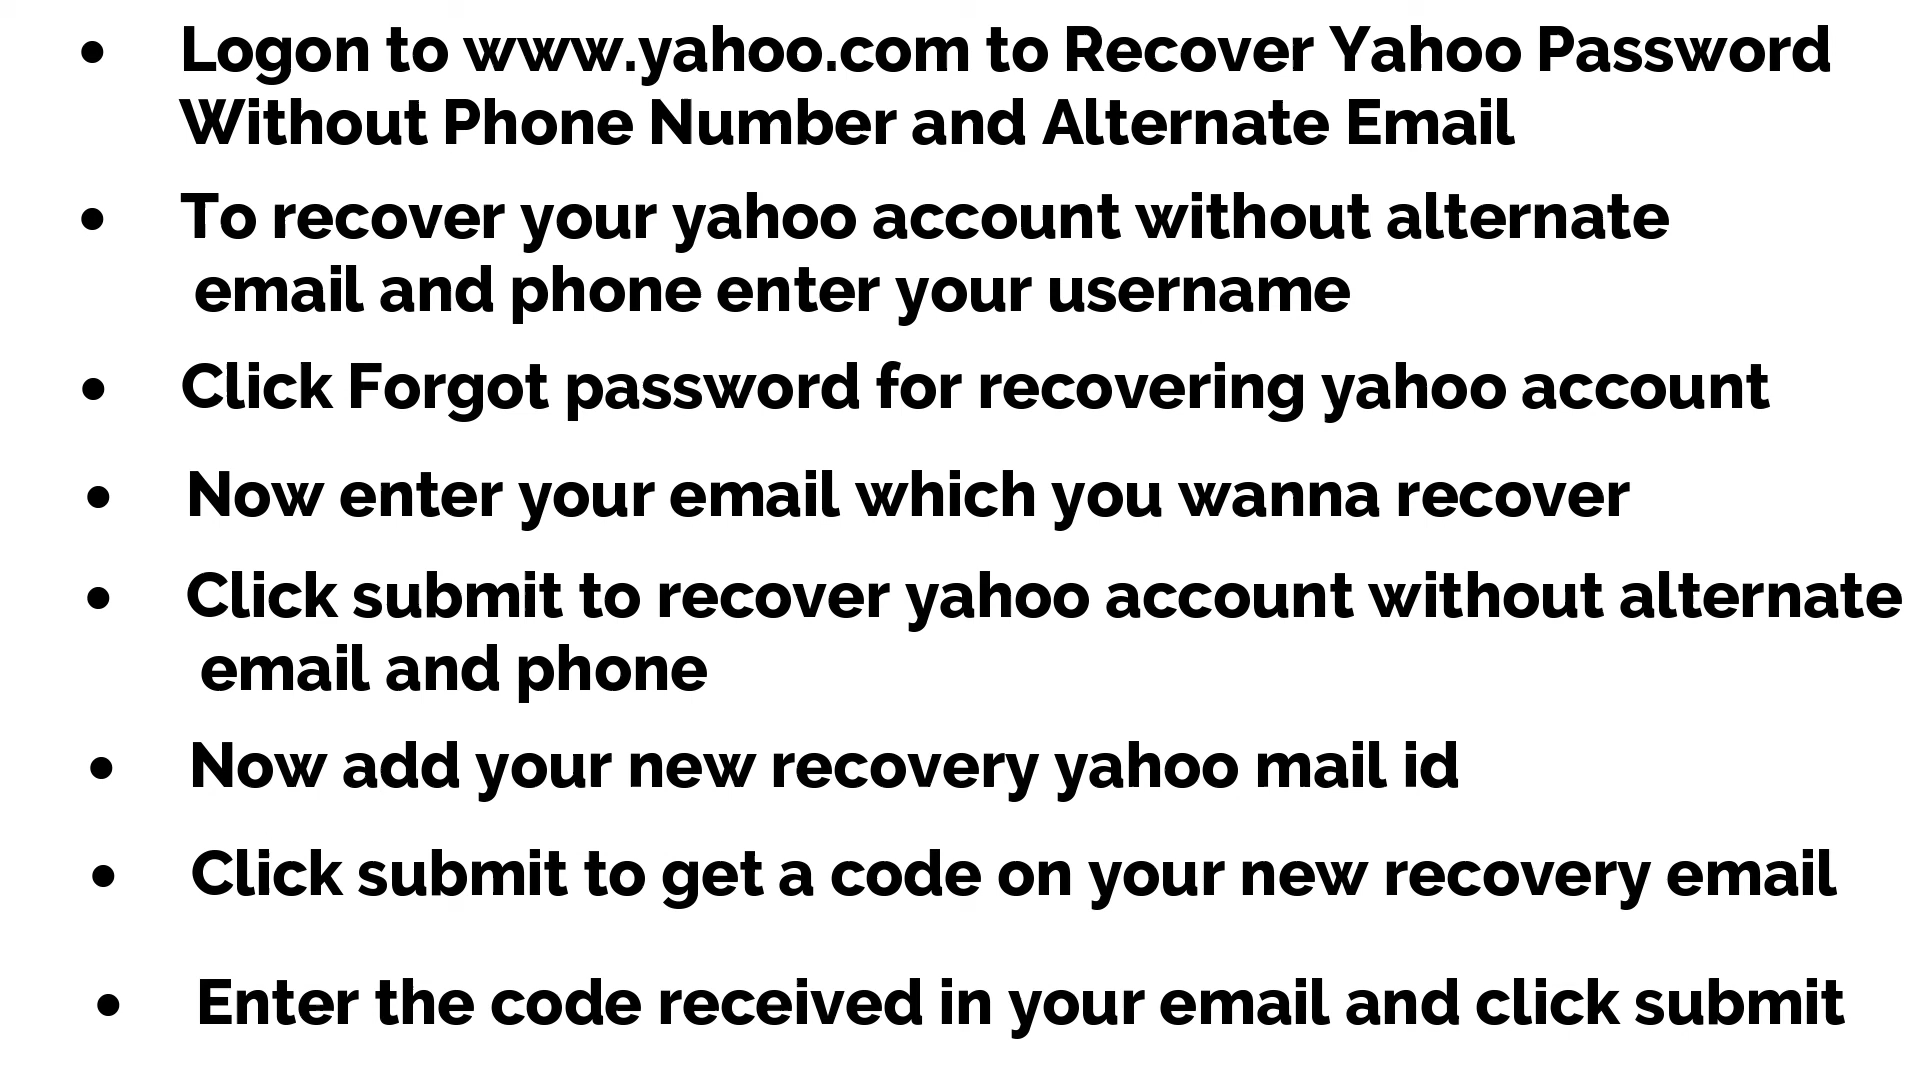 • Logon to www.yahoo.com to Recover Yahoo Password
Without Phone Number and Alternate Email
• To recover your yahoo account without alternate
email and phone enter your username
• Click Forgot password for recovering yahoo account
• Now enter your email which you wanna recover
• Click submit to recover yahoo account without alternate
email and phone
• Now add your new recovery yahoo mail id
• Click submit to get a code on your new recovery email
• Enter the code received in your email and click submit